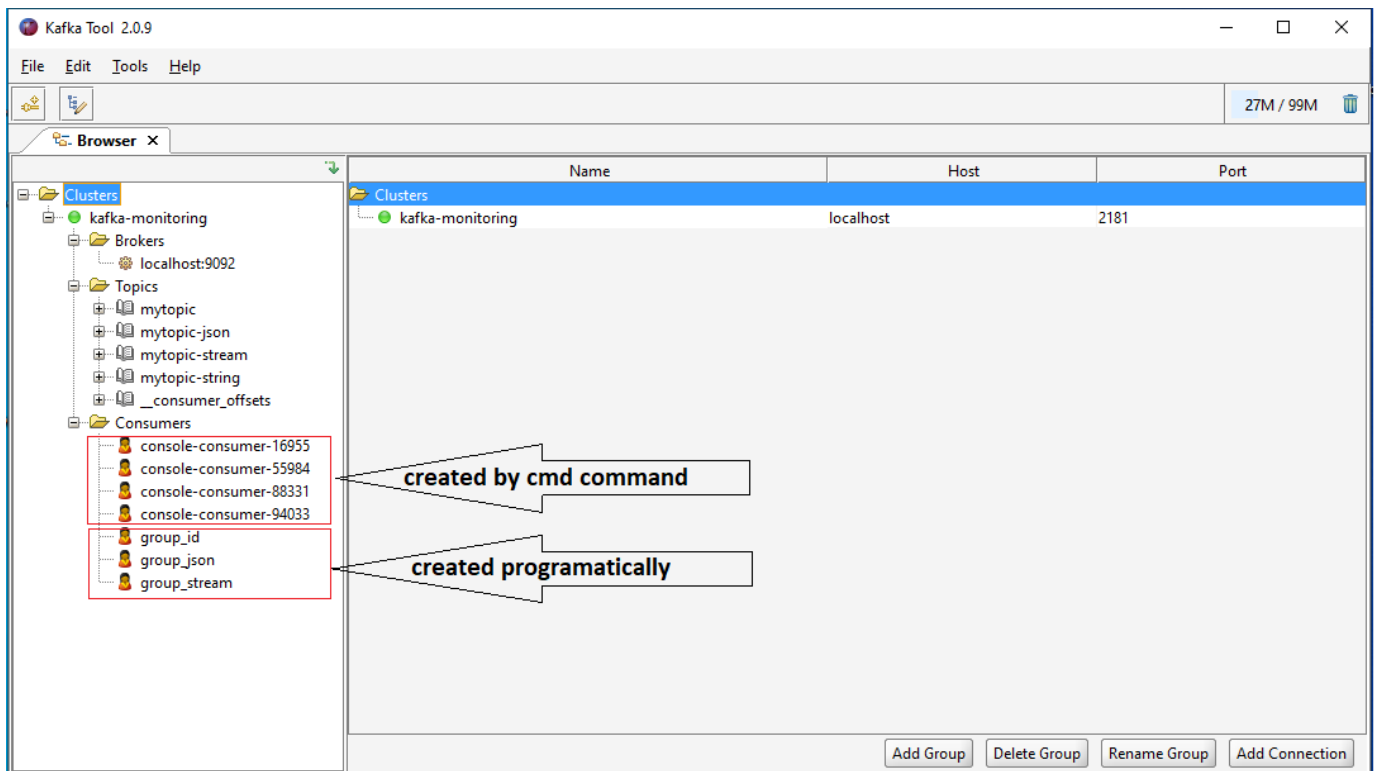 Kafka Tool 2.0.9
File Edit Tools Help
27M / 99M
Browser
Name Host Port
Clusters
kafka-monitoring
Brokers
localhost:9092
Topics
mytopic
mytopic-json
mytopic-stream
mytopic-string
__consumer_offsets
Consumers
console-consumer-16955
console-consumer-55984
console-consumer-88331
console-consumer-94033
group_id
group_json
group_stream
Clusters
kafka-monitoring localhost 2181
created by cmd command
created programatically
Add Group Delete Group Rename Group Add Connection